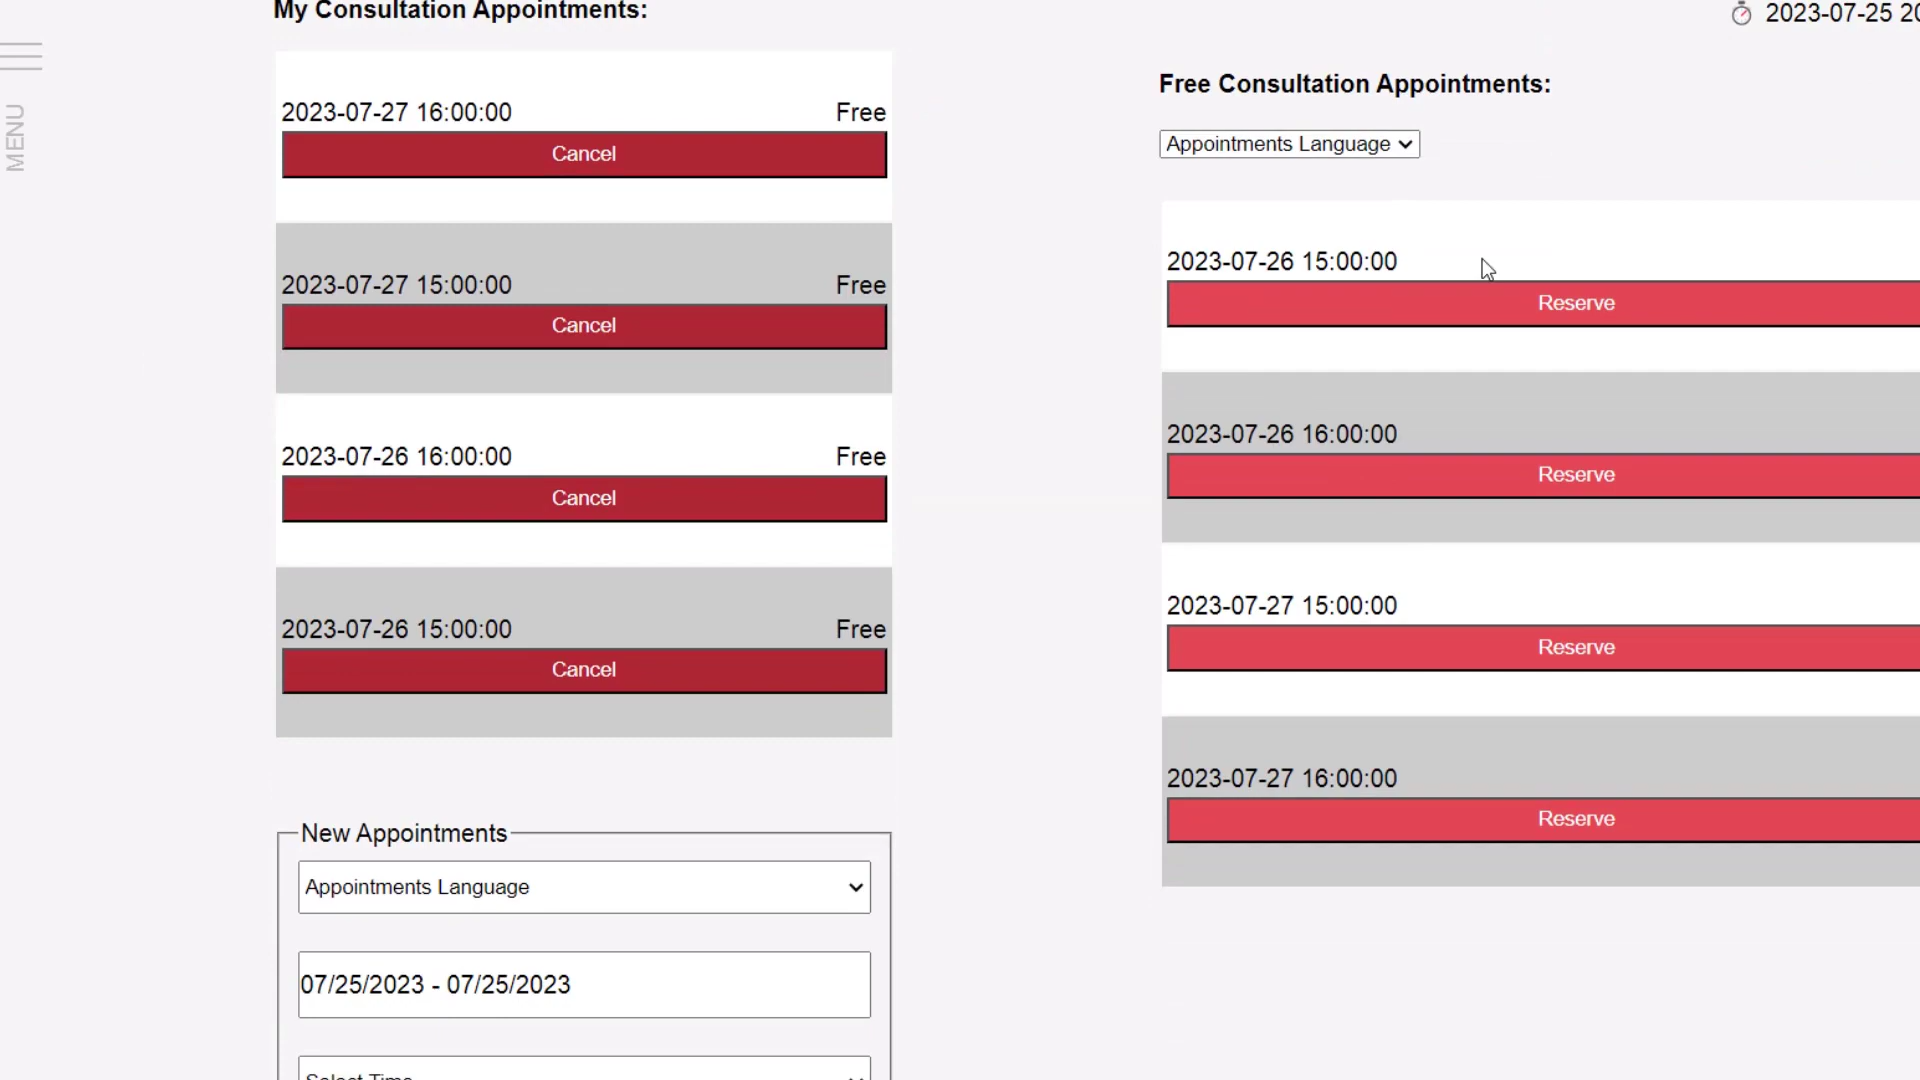 My Consultation Appointments:
2023-07-25 20
MENU
2023-07-27 16:00:00 Free
Cancel
2023-07-27 15:00:00 Free
Cancel
2023-07-26 16:00:00 Free
Cancel
2023-07-26 15:00:00 Free
Cancel
New Appointments
Appointments Language
07/25/2023 - 07/25/2023
Select Time
Free Consultation Appointments:
Appointments Language
2023-07-26 15:00:00
Reserve
2023-07-26 16:00:00
Reserve
2023-07-27 15:00:00
Reserve
2023-07-27 16:00:00
Reserve